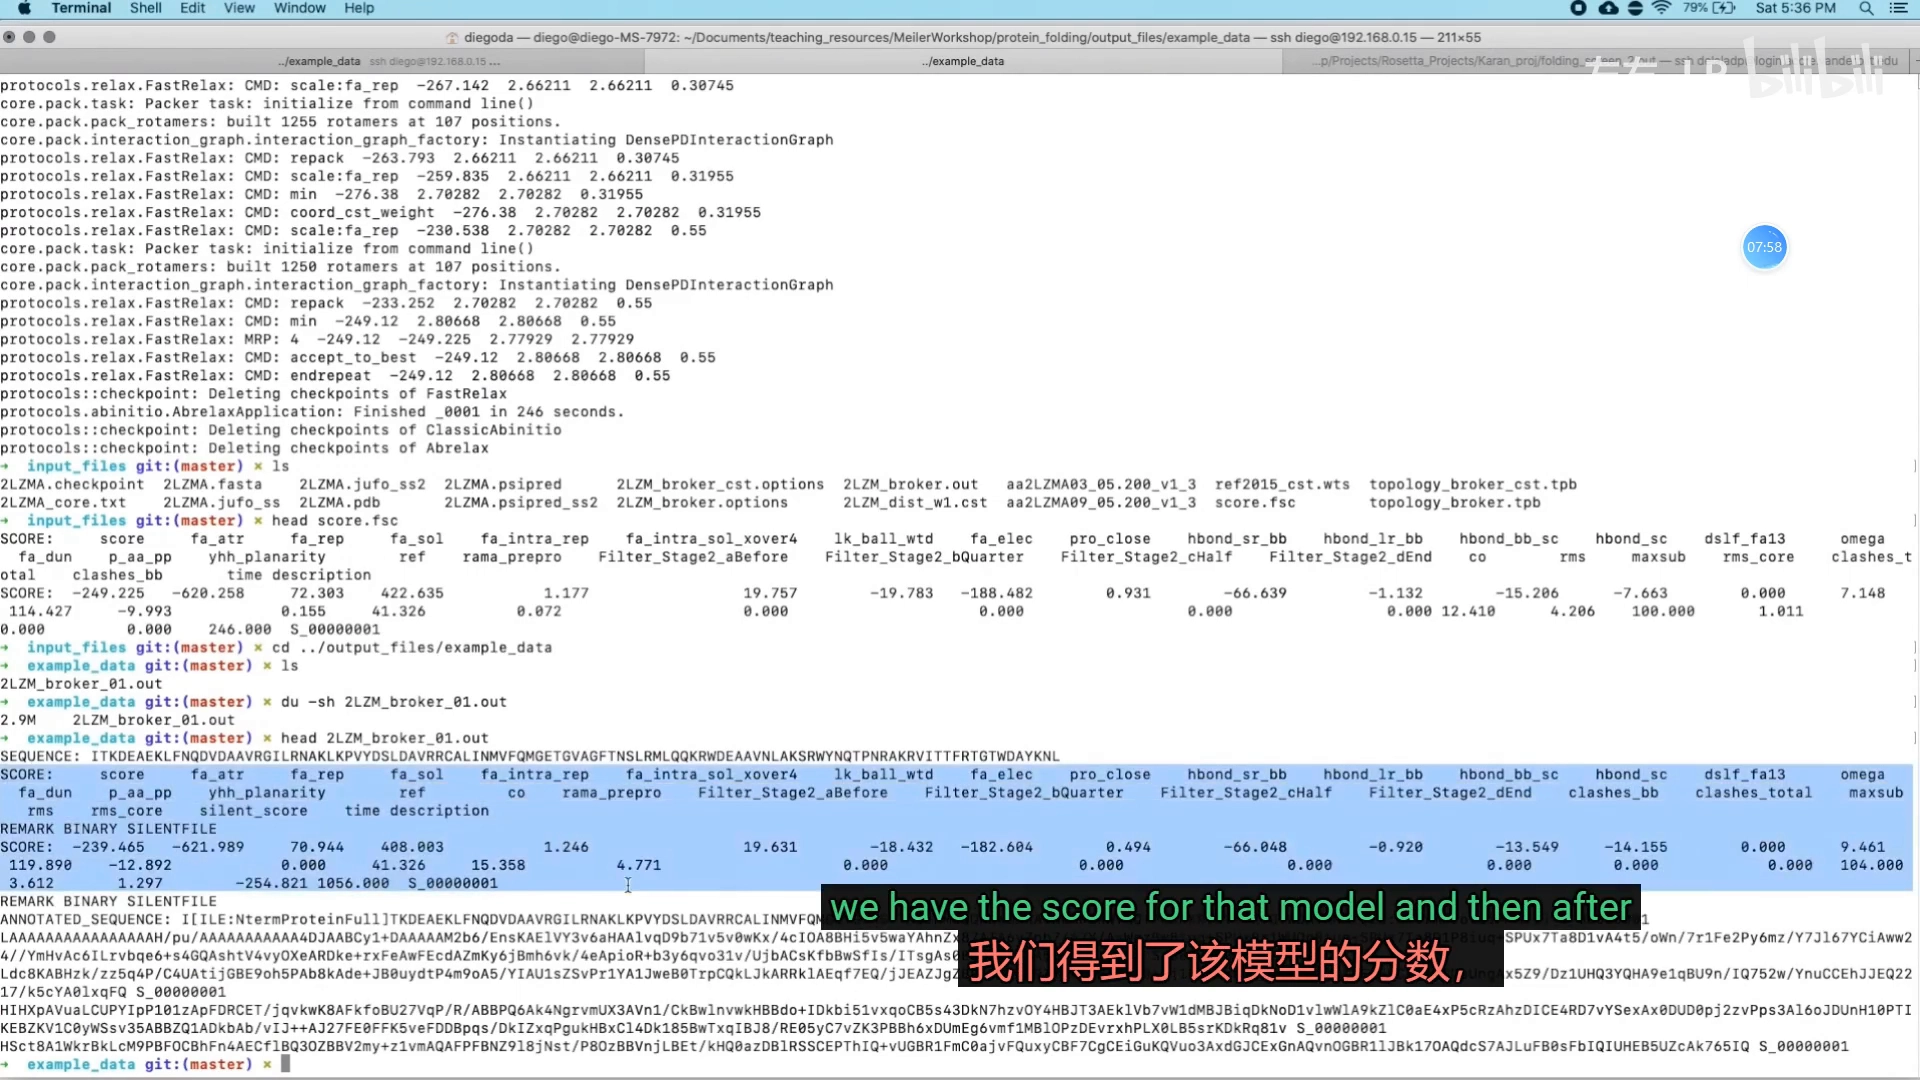 Terminal Shell Edit View Window Help 79% Sat 5:36 PM
diegoda — diego@diego-MS-7972: ~/Documents/teaching_resources/MeilerWorkshop/protein_folding/output_files/example_data — ssh diego@192.168.0.15 — 211×55
../example_data ssh diego@192.168.0.15 ... ../example_data
bilibili
protocols.relax.FastRelax: CMD: scale:fa_rep -267.142 2.66211 2.66211 0.30745
core.pack.task: Packer task: initialize from command line()
core.pack.pack_rotamers: built 1255 rotamers at 107 positions.
core.pack.interaction_graph.interaction_graph_factory: Instantiating DensePDInteractionGraph
protocols.relax.FastRelax: CMD: repack -263.793 2.66211 2.66211 0.30745
protocols.relax.FastRelax: CMD: scale:fa_rep -259.835 2.66211 2.66211 0.31955
protocols.relax.FastRelax: CMD: min -276.38 2.70282 2.70282 0.31955
protocols.relax.FastRelax: CMD: coord_cst_weight -276.38 2.70282 2.70282 0.31955
protocols.relax.FastRelax: CMD: scale:fa_rep -230.538 2.70282 2.70282 0.55
core.pack.task: Packer task: initialize from command line()
07:58
core.pack.pack_rotamers: built 1250 rotamers at 107 positions.
core.pack.interaction_graph.interaction_graph_factory: Instantiating DensePDInteractionGraph
protocols.relax.FastRelax: CMD: repack -233.252 2.70282 2.70282 0.55
protocols.relax.FastRelax: CMD: min -249.12 2.80668 2.80668 0.55
protocols.relax.FastRelax: MRP: 4 -249.12 -249.225 2.77929 2.77929
protocols.relax.FastRelax: CMD: accept_to_best -249.12 2.80668 2.80668 0.55
protocols.relax.FastRelax: CMD: endrepeat -249.12 2.80668 2.80668 0.55
protocols::checkpoint: Deleting checkpoints of FastRelax
protocols.abinitio.AbrelaxApplication: Finished _0001 in 246 seconds.
protocols::checkpoint: Deleting checkpoints of ClassicAbinitio
protocols::checkpoint: Deleting checkpoints of Abrelax
→ input_files git:(master) × ls
2LZMA.checkpoint 2LZMA.fasta 2LZMA.jufo_ss2 2LZMA.psipred 2LZM_broker_cst.options 2LZM_broker.out aa2LZMA03_05.200_v1_3 ref2015_cst.wts topology_broker_cst.tpb
2LZMA_core.txt 2LZMA.jufo_ss 2LZMA.pdb 2LZMA.psipred_ss2 2LZM_broker.options 2LZM_dist_w1.cst aa2LZMA09_05.200_v1_3 score.fsc topology_broker.tpb
→ input_files git:(master) × head score.fsc
SCORE: score fa_atr fa_rep fa_sol fa_intra_rep fa_intra_sol_xover4 lk_ball_wtd fa_elec pro_close hbond_sr_bb hbond_lr_bb hbond_bb_sc hbond_sc dslf_fa13 omega
fa_dun p_aa_pp yhh_planarity ref rama_prepro Filter_Stage2_aBefore Filter_Stage2_bQuarter Filter_Stage2_cHalf Filter_Stage2_dEnd co rms maxsub rms_core clashes_t
otal clashes_bb time description
SCORE: -249.225 -620.258 72.303 422.635 1.177 19.757 -19.783 -188.482 0.931 -66.639 -1.132 -15.206 -7.663 0.000 7.148
114.427 -9.993 0.155 41.326 0.072 0.000 0.000 0.000 0.000 12.410 4.206 100.000 1.011
0.000 0.000 246.000 S_00000001
→ input_files git:(master) × cd ../output_files/example_data
→ example_data git:(master) × ls
2LZM_broker_01.out
→ example_data git:(master) × du -sh 2LZM_broker_01.out
2.9M 2LZM_broker_01.out
→ example_data git:(master) × head 2LZM_broker_01.out
SEQUENCE: ITKDEAEKLFNQDVDAAVRGILRNAKLKPVYDSLDAVRRCALINMVFQMGETGVAGFTNSLRMLQQKRWDEAAVNLAKSRWYNQTPNRAKRVITTFRTGTWDAYKNL
SCORE: score fa_atr fa_rep fa_sol fa_intra_rep fa_intra_sol_xover4 lk_ball_wtd fa_elec pro_close hbond_sr_bb hbond_lr_bb hbond_bb_sc hbond_sc dslf_fa13 omega
fa_dun p_aa_pp yhh_planarity ref co rama_prepro Filter_Stage2_aBefore Filter_Stage2_bQuarter Filter_Stage2_cHalf Filter_Stage2_dEnd clashes_bb clashes_total maxsub
rms rms_core silent_score time description
REMARK BINARY SILENTFILE
SCORE: -239.465 -621.989 70.944 408.003 1.246 19.631 -18.432 -182.604 0.494 -66.048 -0.920 -13.549 -14.155 0.000 9.461
119.890 -12.892 0.000 41.326 15.358 4.771 0.000 0.000 0.000 0.000 0.000 104.000
3.612 1.297 -254.821 1056.000 S_00000001
REMARK BINARY SILENTFILE
we have the score for that model and then after
ANNOTATED_SEQUENCE: I[ILE:NtermProteinFull]TKDEAEKLFNQDVDAAVRGILRNAKLKPVYDSLDAVRRCALINMVFQM
我们得到了该模型的分数，
17/k5cYA0lxqFQ S_00000001
→ example_data git:(master) ×